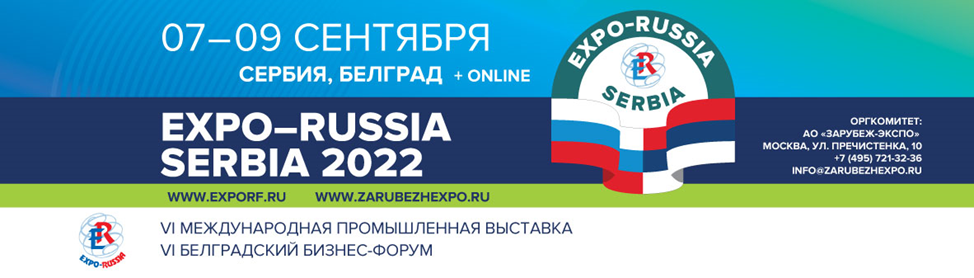 07–09 СЕНТЯБРЯ
СЕРБИЯ, БЕЛГРАД + ONLINE
EXPO–RUSSIA
SERBIA 2022
WWW.EXPORF.RU WWW.ZARUBEZHEXPO.RU
EXPO-RUSSIA
ER
SERBIA
ОРГКОМИТЕТ:
АО «ЗАРУБЕЖ-ЭКСПО»
МОСКВА, УЛ. ПРЕЧИСТЕНКА, 10
+7 (495) 721-32-36
INFO@ZARUBEZHEXPO.RU
ER
EXPO-RUSSIA
VI МЕЖДУНАРОДНАЯ ПРОМЫШЛЕННАЯ ВЫСТАВКА
VI БЕЛГРАДСКИЙ БИЗНЕС-ФОРУМ